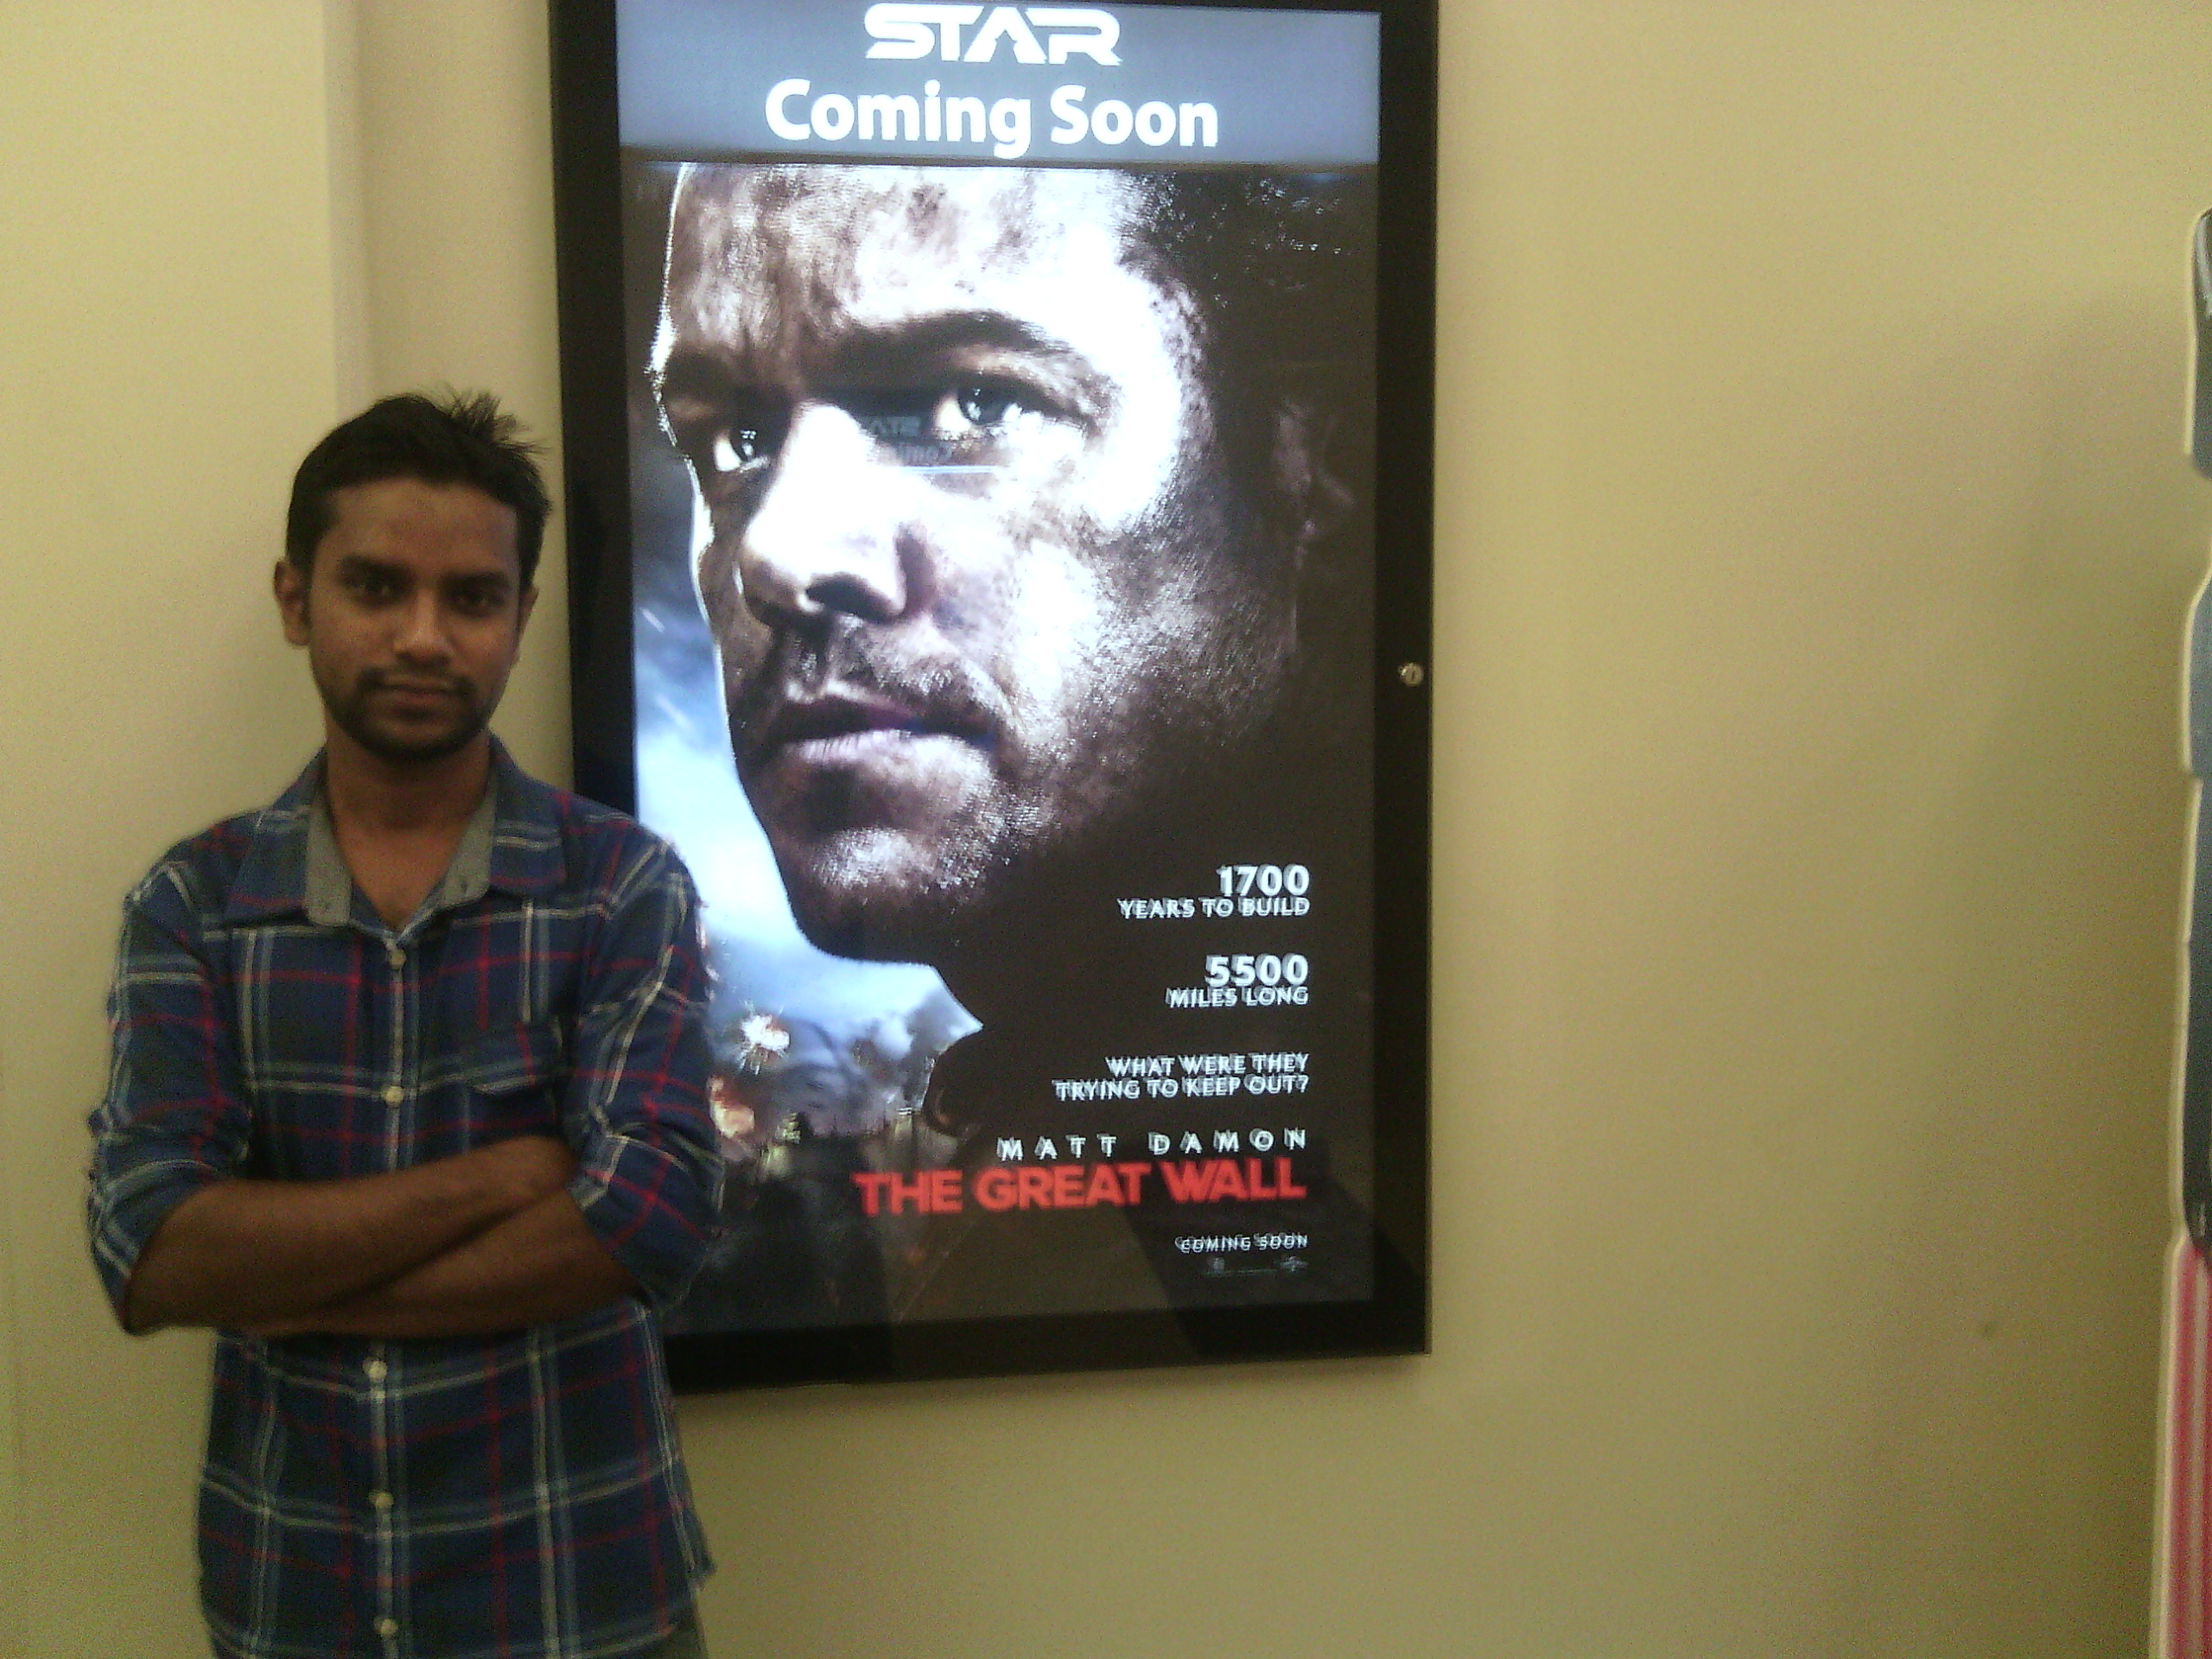 STAR
Coming Soon
1700
YEARS TO BUILD
5500
MILES LONG
WHAT WERE THEY
TRYING TO KEEP OUT?
MATT DAMON
THE GREAT WALL
COMING SOON